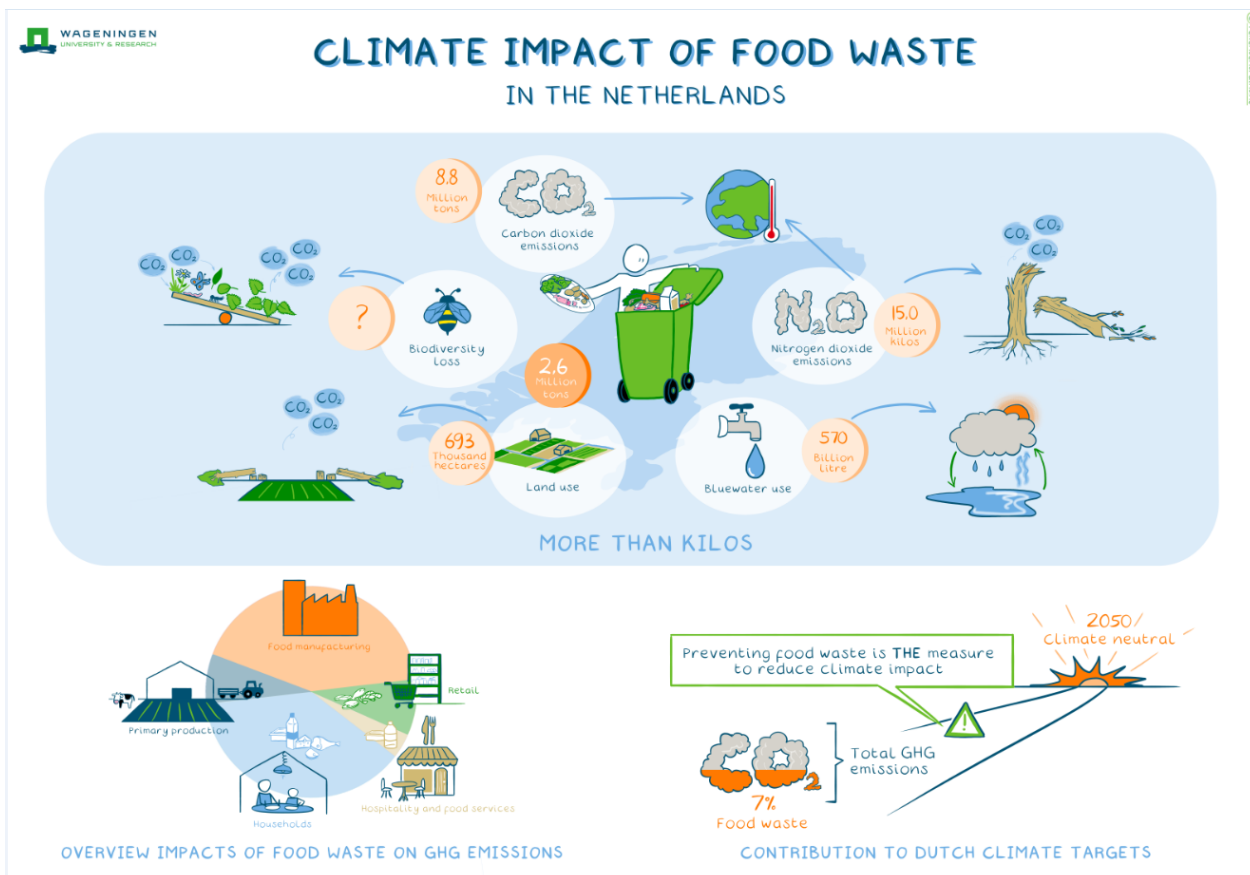 WAGENINGEN
UNIVERSITY & RESEARCH
CLIMATE IMPACT OF FOOD WASTE
IN THE NETHERLANDS
8.8
Million
tons
CO2
Carbon dioxide
emissions
CO2
CO2
CO2
CO2
CO2
?
Biodiversity
Loss
N2O
Nitrogen dioxide
emissions
15.0
Million
kilos
CO2
CO2
CO2
2.6
Million
tons
CO2
CO2
CO2
693
Thousand
hectares
Land use
Bluewater use
570
Billion
litre
MORE THAN KILOS
Food manufacturing
Retail
Primary production
Hospitality and food services
Households
OVERVIEW IMPACTS OF FOOD WASTE ON GHG EMISSIONS
2050
Climate neutral
Preventing food waste is THE measure
to reduce climate impact
!
CO2
Total GHG
emissions
7%
Food waste
CONTRIBUTION TO DUTCH CLIMATE TARGETS